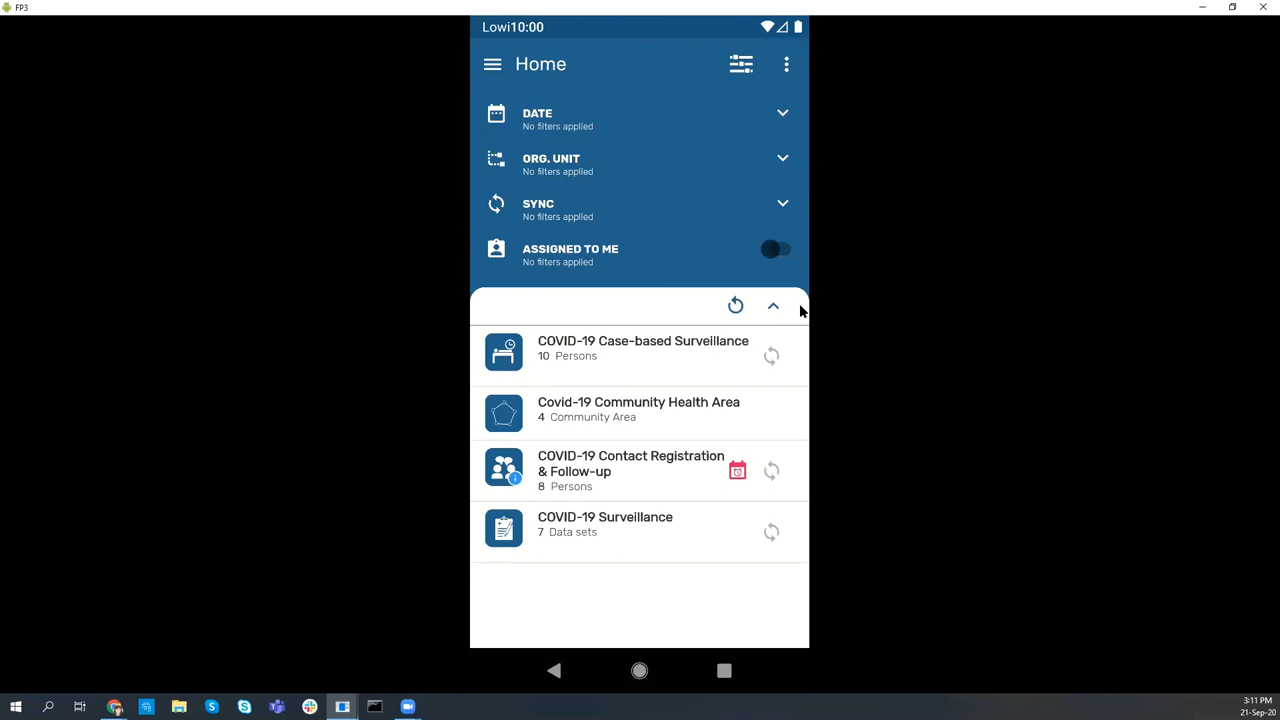 FP3
Lowi10:00
Home
DATE
No filters applied
ORG. UNIT
No filters applied
SYNC
No filters applied
ASSIGNED TO ME
No filters applied
COVID-19 Case-based Surveillance
10 Persons
Covid-19 Community Health Area
4 Community Area
COVID-19 Contact Registration
& Follow-up
8 Persons
COVID-19 Surveillance
7 Data sets
3:11 PM
21-Sep-20